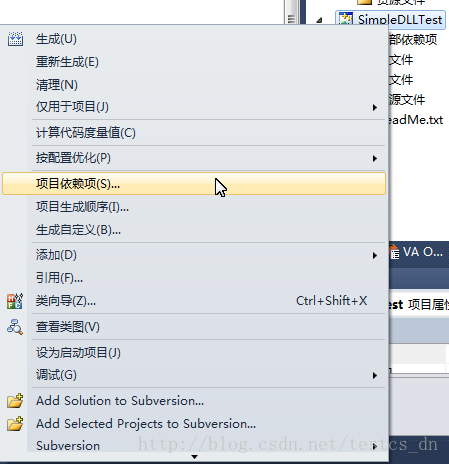 资源文件
SimpleDLLTest
部依赖项
文件
文件
源文件
eadMe.txt
生成(U)
重新生成(E)
清理(N)
仅用于项目(J)
计算代码度量值(C)
按配置优化(P)
项目依赖项(S)...
项目生成顺序(I)...
生成自定义(B)...
添加(D)
引用(F)...
类向导(Z)... Ctrl+Shift+X
查看类图(V)
设为启动项目(J)
调试(G)
Add Solution to Subversion...
Add Selected Projects to Subversion...
Subversion
VA O...
est 项目属性
http://blog.csdn.net/testcs_dn